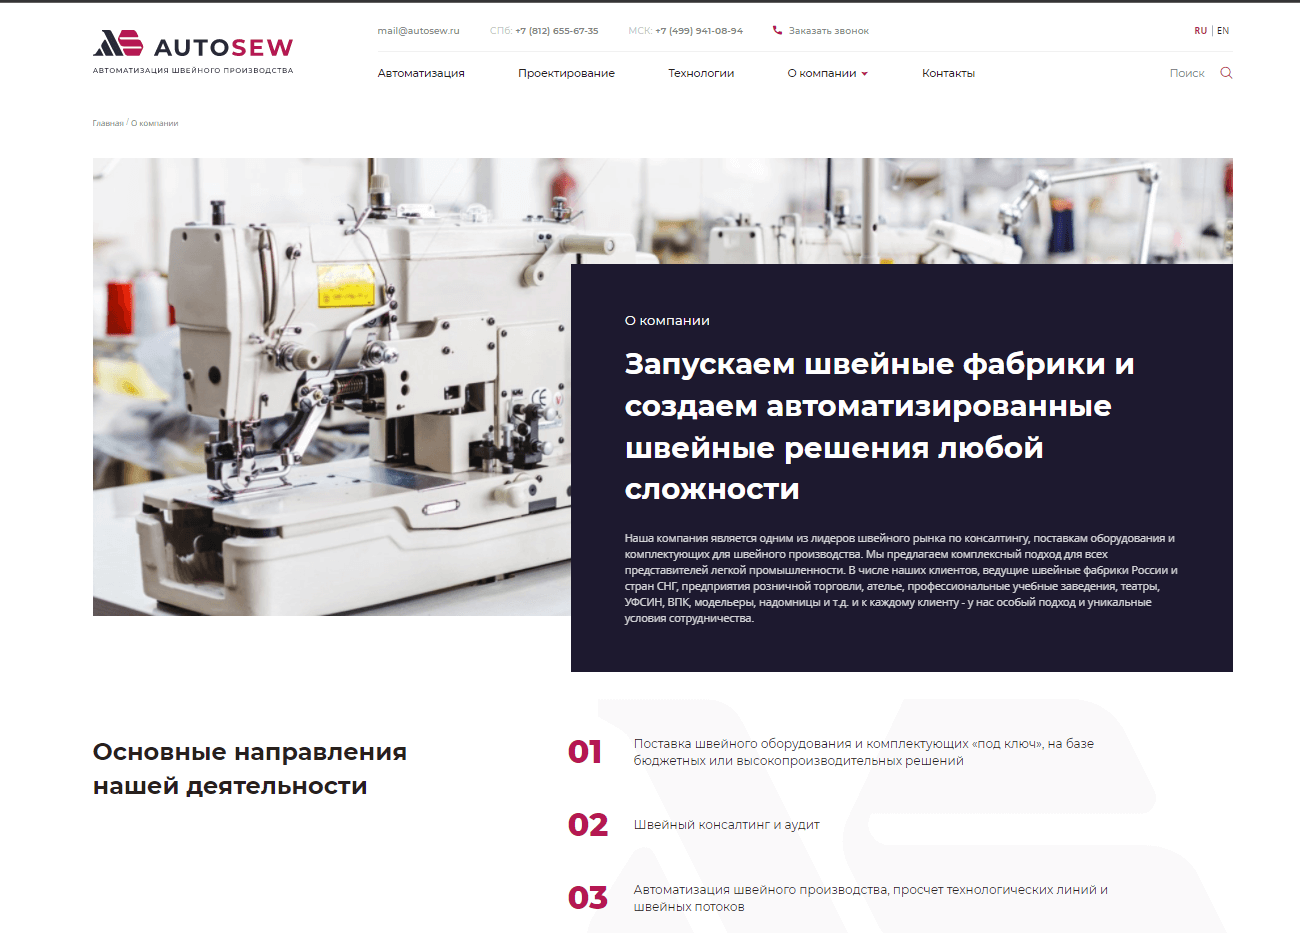 AUTOSEW
АВТОМАТИЗАЦИЯ ШВЕЙНОГО ПРОИЗВОДСТВА
mail@autosew.ru
СПб: +7 (812) 655-67-35
МСК: +7 (499) 941-08-94
Заказать звонок
RU | EN
Автоматизация
Проектирование
Технологии
О компании
Контакты
Поиск
Главная / О компании
О компании
Запускаем швейные фабрики и
создаем автоматизированные
швейные решения любой
сложности
Наша компания является одним из лидеров швейного рынка по консалтингу, поставкам оборудования и
комплектующих для швейного производства. Мы предлагаем комплексный подход для всех
представителей легкой промышленности. В числе наших клиентов, ведущие швейные фабрики России и
стран СНГ, предприятия розничной торговли, ателье, профессиональные учебные заведения, театры,
УФСИН, ВПК, модельеры, надомницы и т.д. и к каждому клиенту - у нас особый подход и уникальные
условия сотрудничества.
Основные направления
нашей деятельности
01
Поставка швейного оборудования и комплектующих «под ключ», на базе
бюджетных или высокопроизводительных решений
02
Швейный консалтинг и аудит
03
Автоматизация швейного производства, просчет технологических линий и
швейных потоков